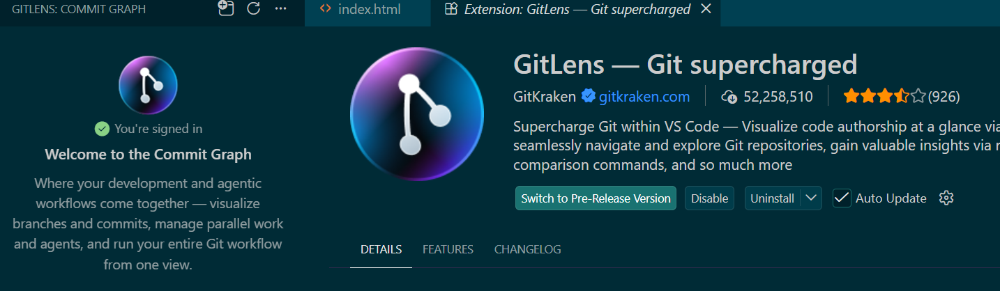 GITLENS: COMMIT GRAPH
index.html
Extension: GitLens — Git supercharged
You're signed in
Welcome to the Commit Graph
Where your development and agentic
workflows come together — visualize
branches and commits, manage parallel work
and agents, and run your entire Git workflow
from one view.
GitLens — Git supercharged
GitKraken gitkraken.com 52,258,510 (926)
Supercharge Git within VS Code — Visualize code authorship at a glance via
seamlessly navigate and explore Git repositories, gain valuable insights via
comparison commands, and so much more
Switch to Pre-Release Version Disable Uninstall Auto Update
DETAILS FEATURES CHANGELOG